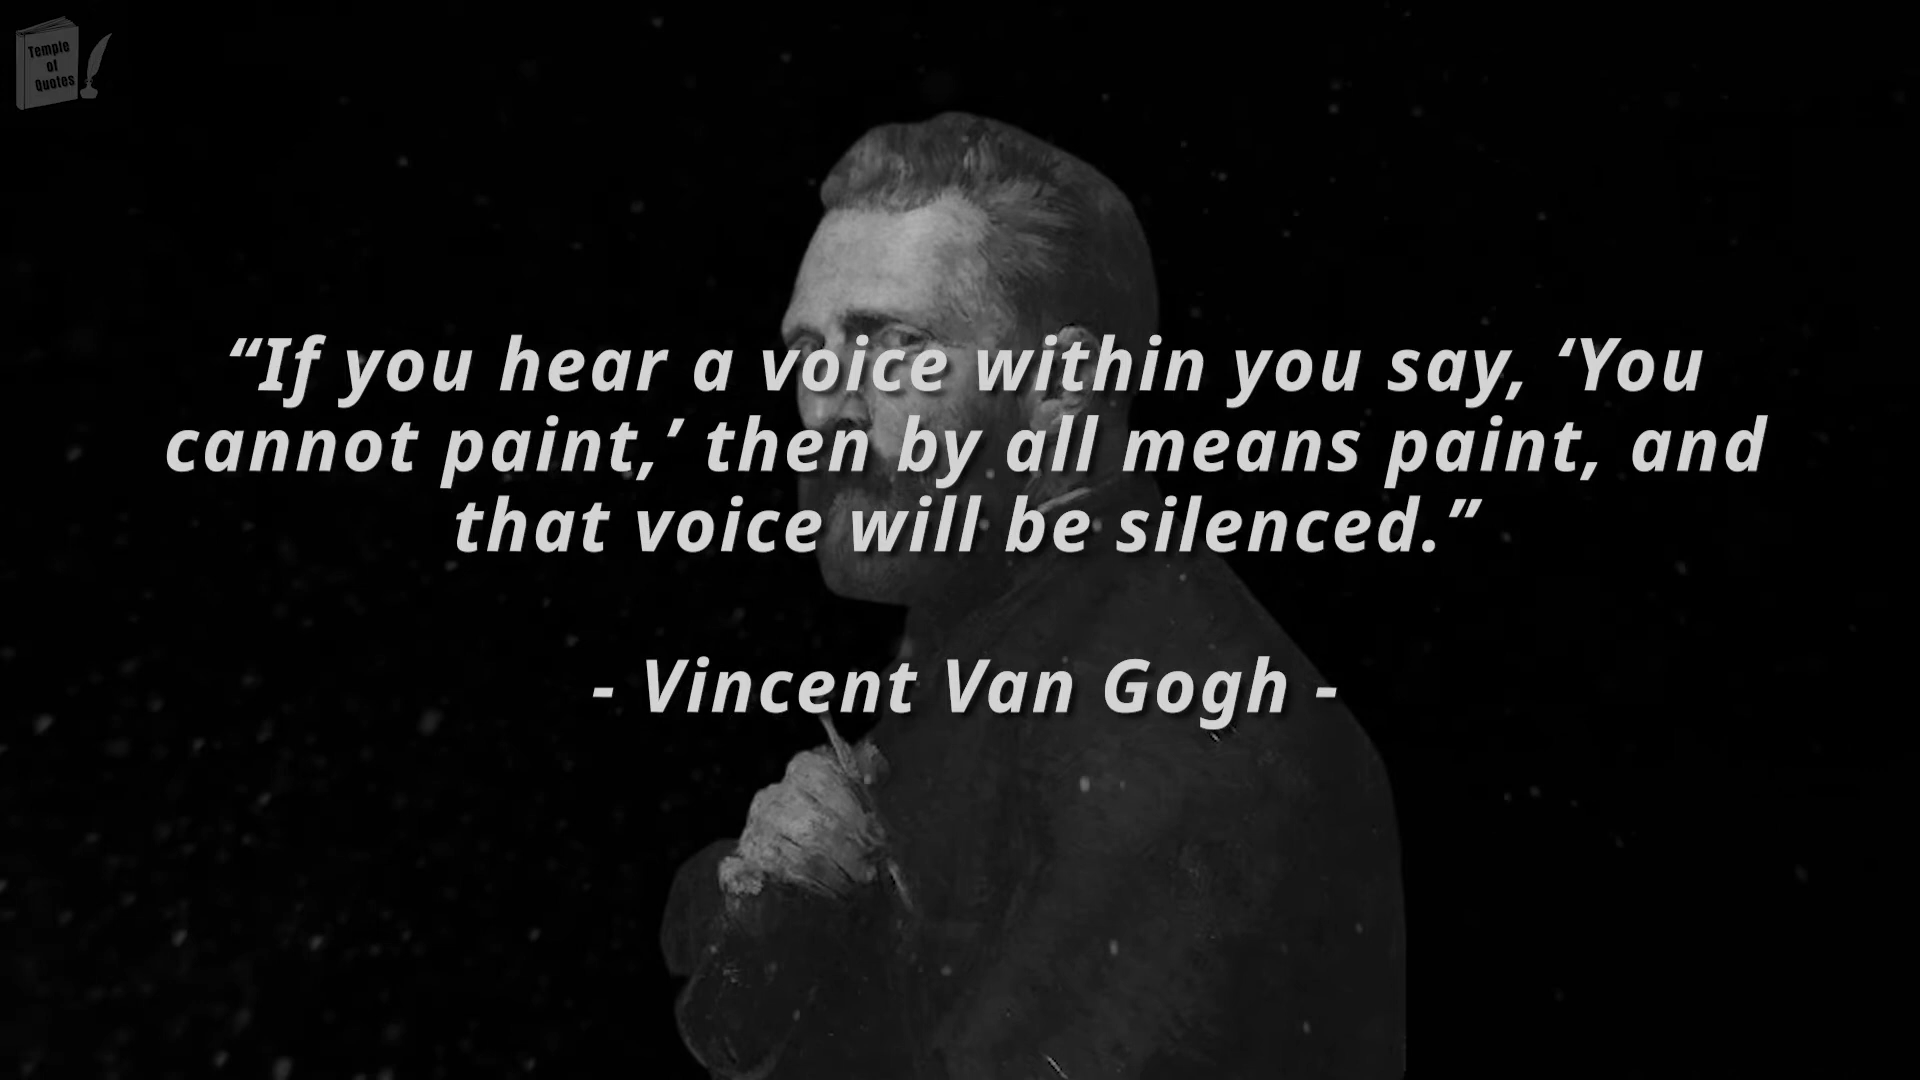 Temple
of
Quotes
“If you hear a voice within you say, ‘You
cannot paint,’ then by all means paint, and
that voice will be silenced.”
- Vincent Van Gogh -